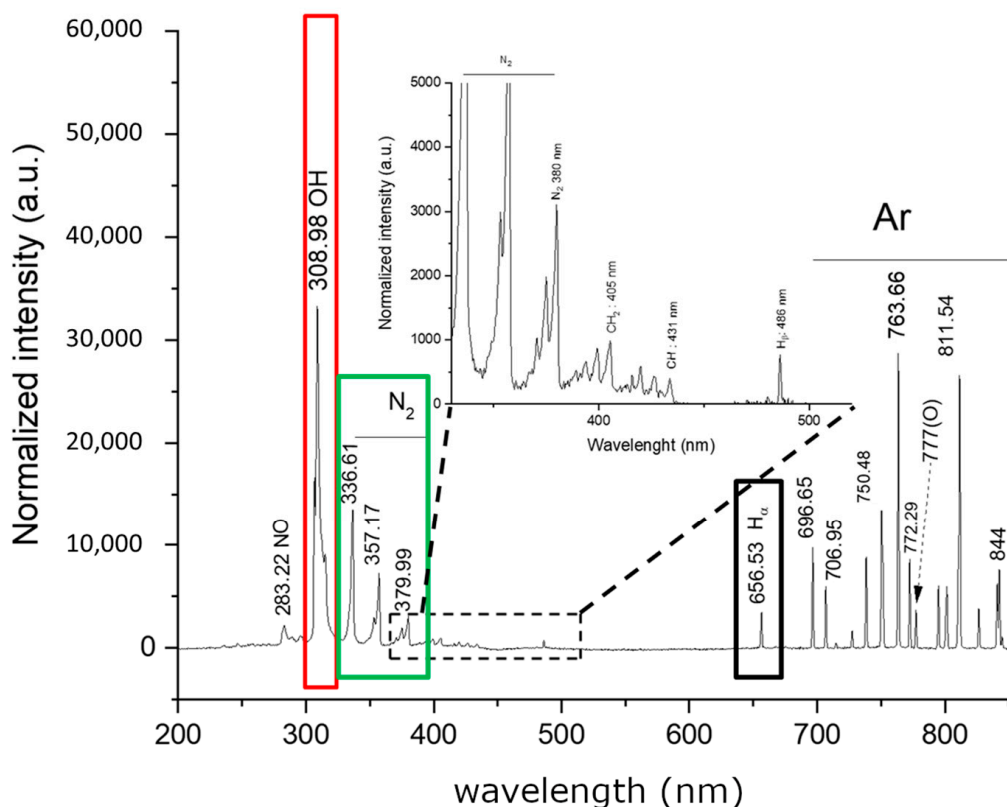 Normalized intensity (a.u.)
60,000
50,000
40,000
30,000
20,000
10,000
0
200
300
400
500
600
700
800
wavelength (nm)
283.22 NO
308.98 OH
N₂
336.61
357.17
379.99
N₂
Normalized intensity (a.u.)
5000
4000
3000
2000
1000
0
400
500
Wavelenght (nm)
N₂ 380 nm
CH₂ : 405 nm
CH : 431 nm
Hβ: 486 nm
656.53 Hα
Ar
696.65
706.95
750.48
763.66
772.29
777(O)
811.54
844